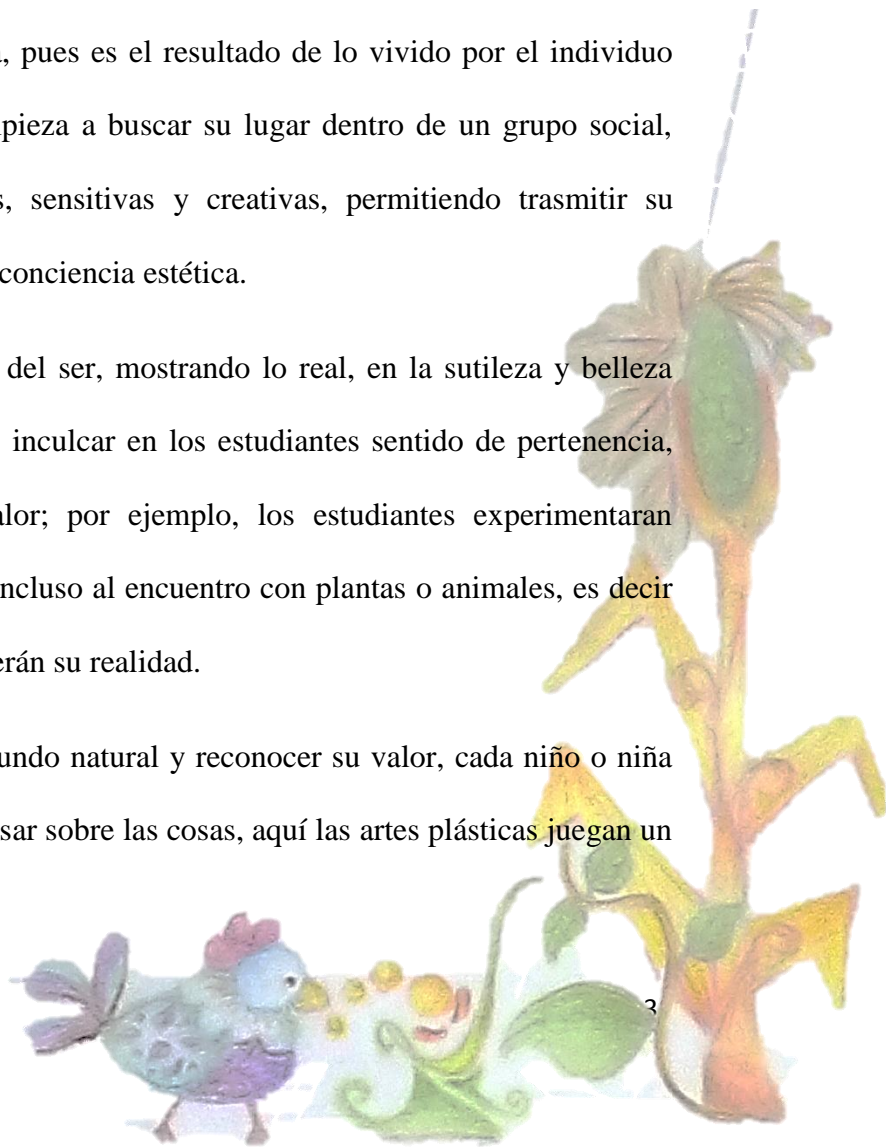 , pues es el resultado de lo vivido por el individuo
pieza a buscar su lugar dentro de un grupo social,
s, sensitivas y creativas, permitiendo trasmitir su
conciencia estética.
del ser, mostrando lo real, en la sutileza y belleza
inculcar en los estudiantes sentido de pertenencia,
alor; por ejemplo, los estudiantes experimentaran
incluso al encuentro con plantas o animales, es decir
erán su realidad.
undo natural y reconocer su valor, cada niño o niña
sar sobre las cosas, aquí las artes plásticas juegan un
3